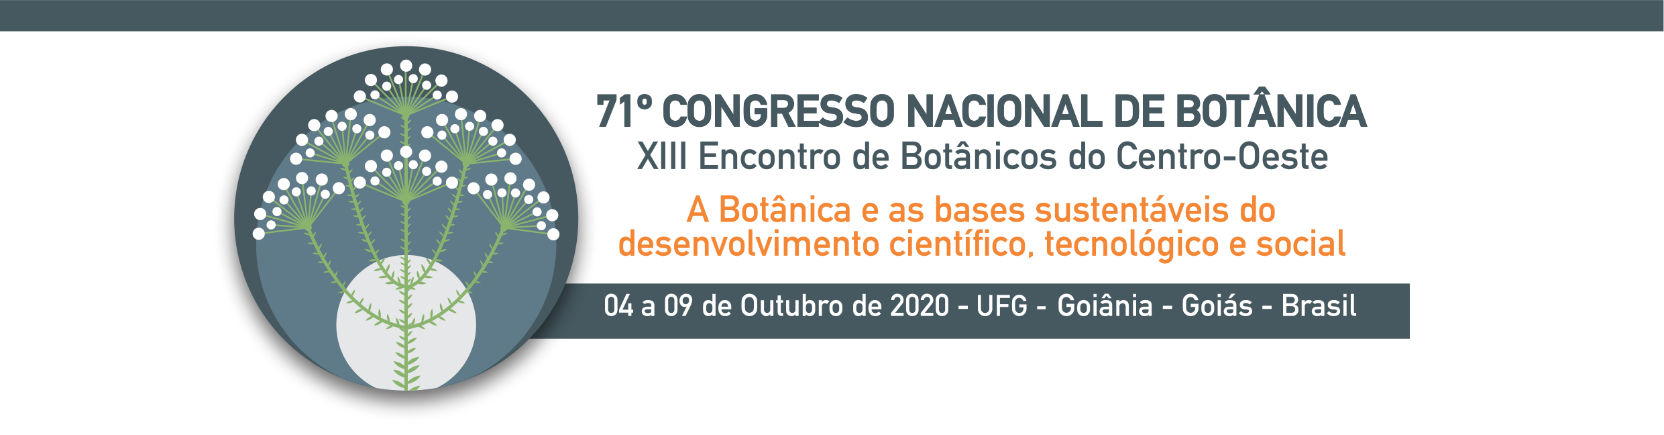 71º CONGRESSO NACIONAL DE BOTÂNICA
XIII Encontro de Botânicos do Centro-Oeste
A Botânica e as bases sustentáveis do
desenvolvimento científico, tecnológico e social
04 a 09 de Outubro de 2020 - UFG - Goiânia - Goiás - Brasil